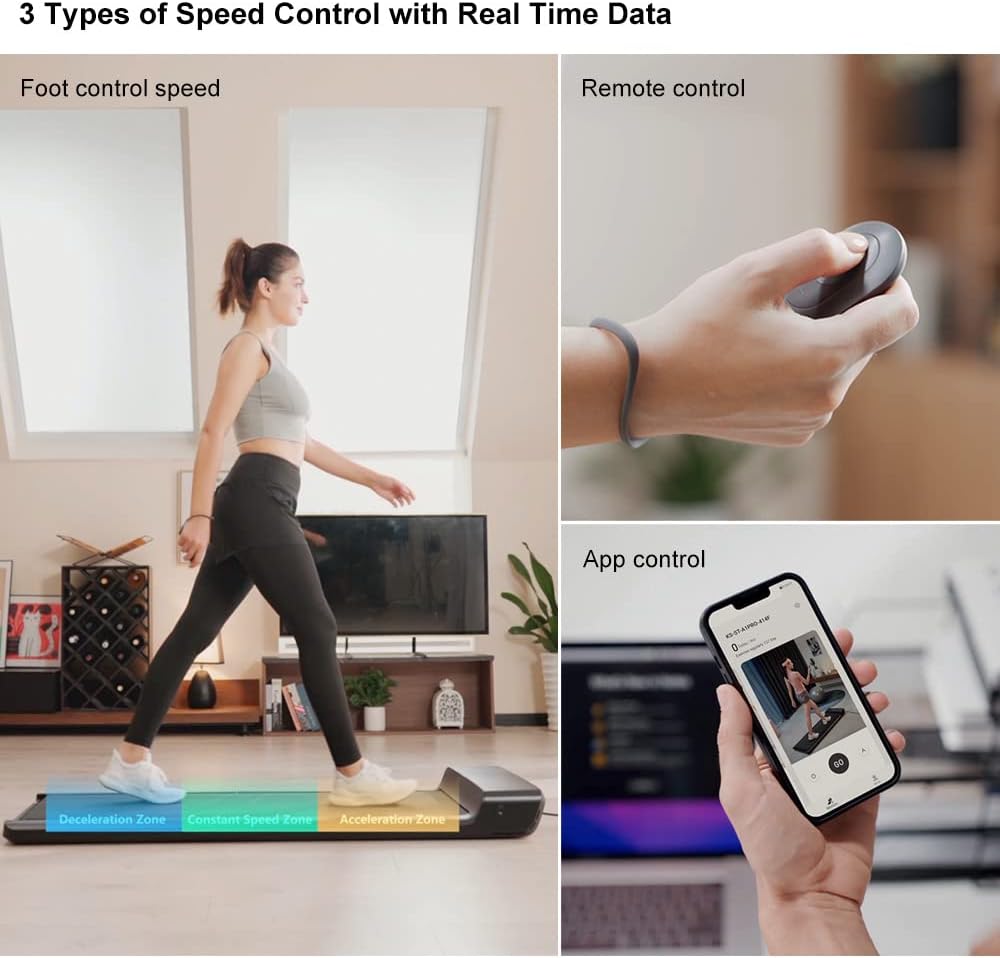 3 Types of Speed Control with Real Time Data
Foot control speed
Remote control
Deceleration Zone
Constant Speed Zone
Acceleration Zone
App control
KS-ST-A1PRO-414F
0
GO